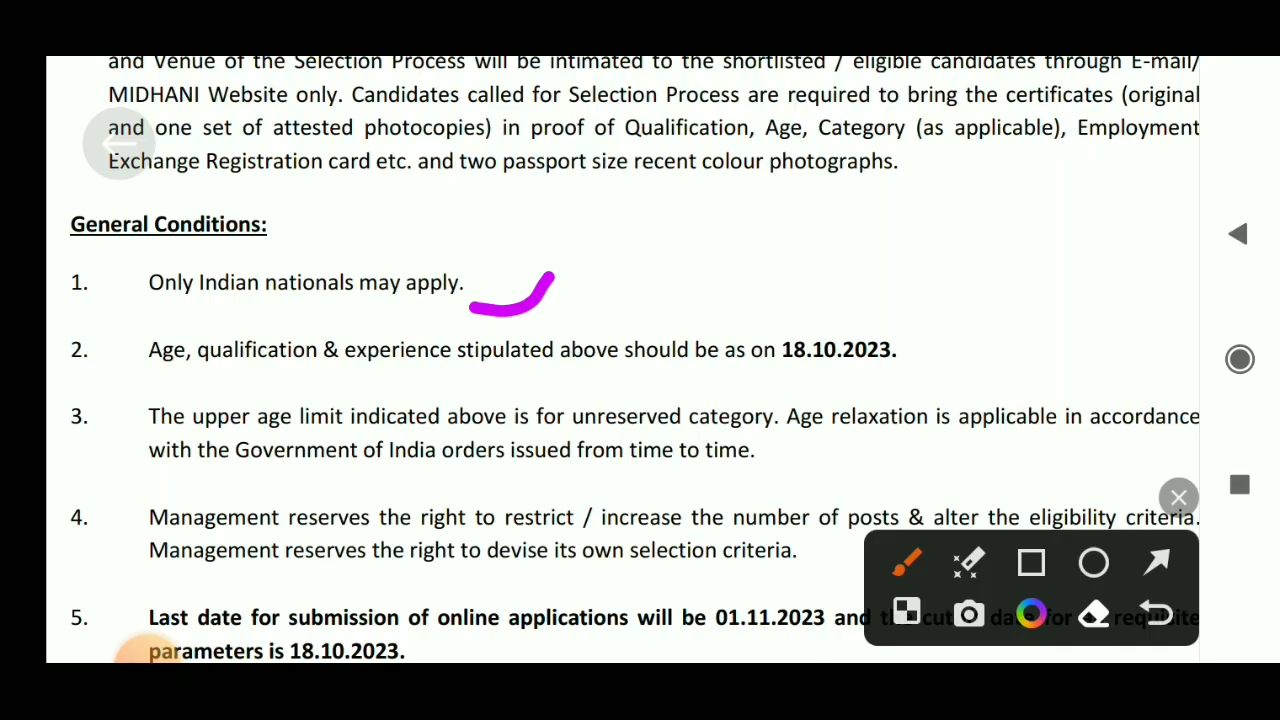 and Venue of the Selection Process will be intimated to the shortlisted / eligible candidates through E-mail/
MIDHANI Website only. Candidates called for Selection Process are required to bring the certificates (original
and one set of attested photocopies) in proof of Qualification, Age, Category (as applicable), Employment
Exchange Registration card etc. and two passport size recent colour photographs.
General Conditions:
1. Only Indian nationals may apply.
2. Age, qualification & experience stipulated above should be as on 18.10.2023.
3. The upper age limit indicated above is for unreserved category. Age relaxation is applicable in accordance
with the Government of India orders issued from time to time.
4. Management reserves the right to restrict / increase the number of posts & alter the eligibility criteria.
Management reserves the right to devise its own selection criteria.
5. Last date for submission of online applications will be 01.11.2023 and the cut date for requisite
parameters is 18.10.2023.